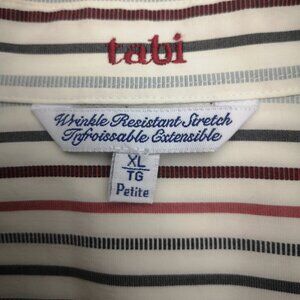 tabi
Wrinkle Resistant Stretch
Infroissable Extensible
XL
TG
Petite